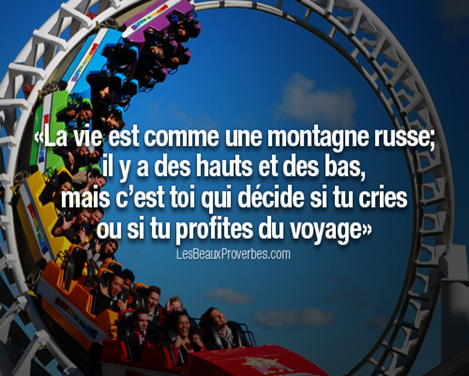 «La vie est comme une montagne russe;
il y a des hauts et des bas,
mais c’est toi qui décide si tu cries
ou si tu profites du voyage»
LesBeauxProverbes.com